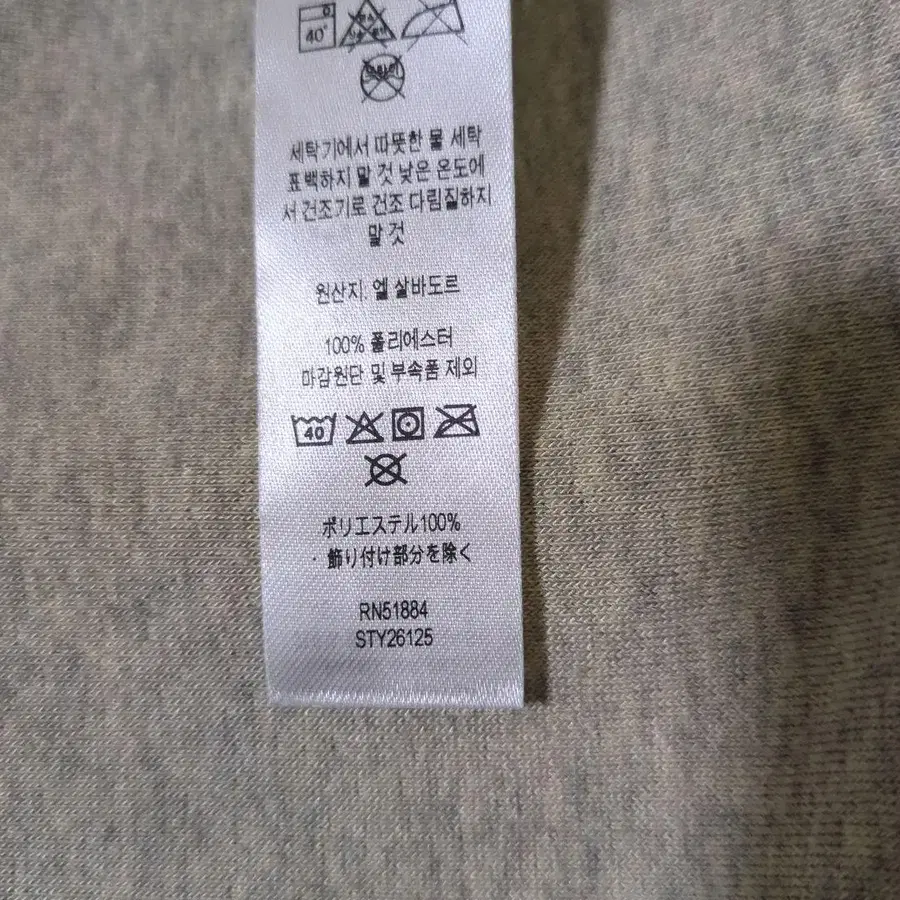 40°
세탁기에서 따뜻한 물 세탁
표백하지 말 것 낮은 온도에
서 건조기로 건조 다림질하지
말 것
원산지. 엘 살바도르
100% 폴리에스터
마감원단 및 부속품 제외
40
ポリエステル100%
・飾り付け部分を除く
RN51884
STY26125